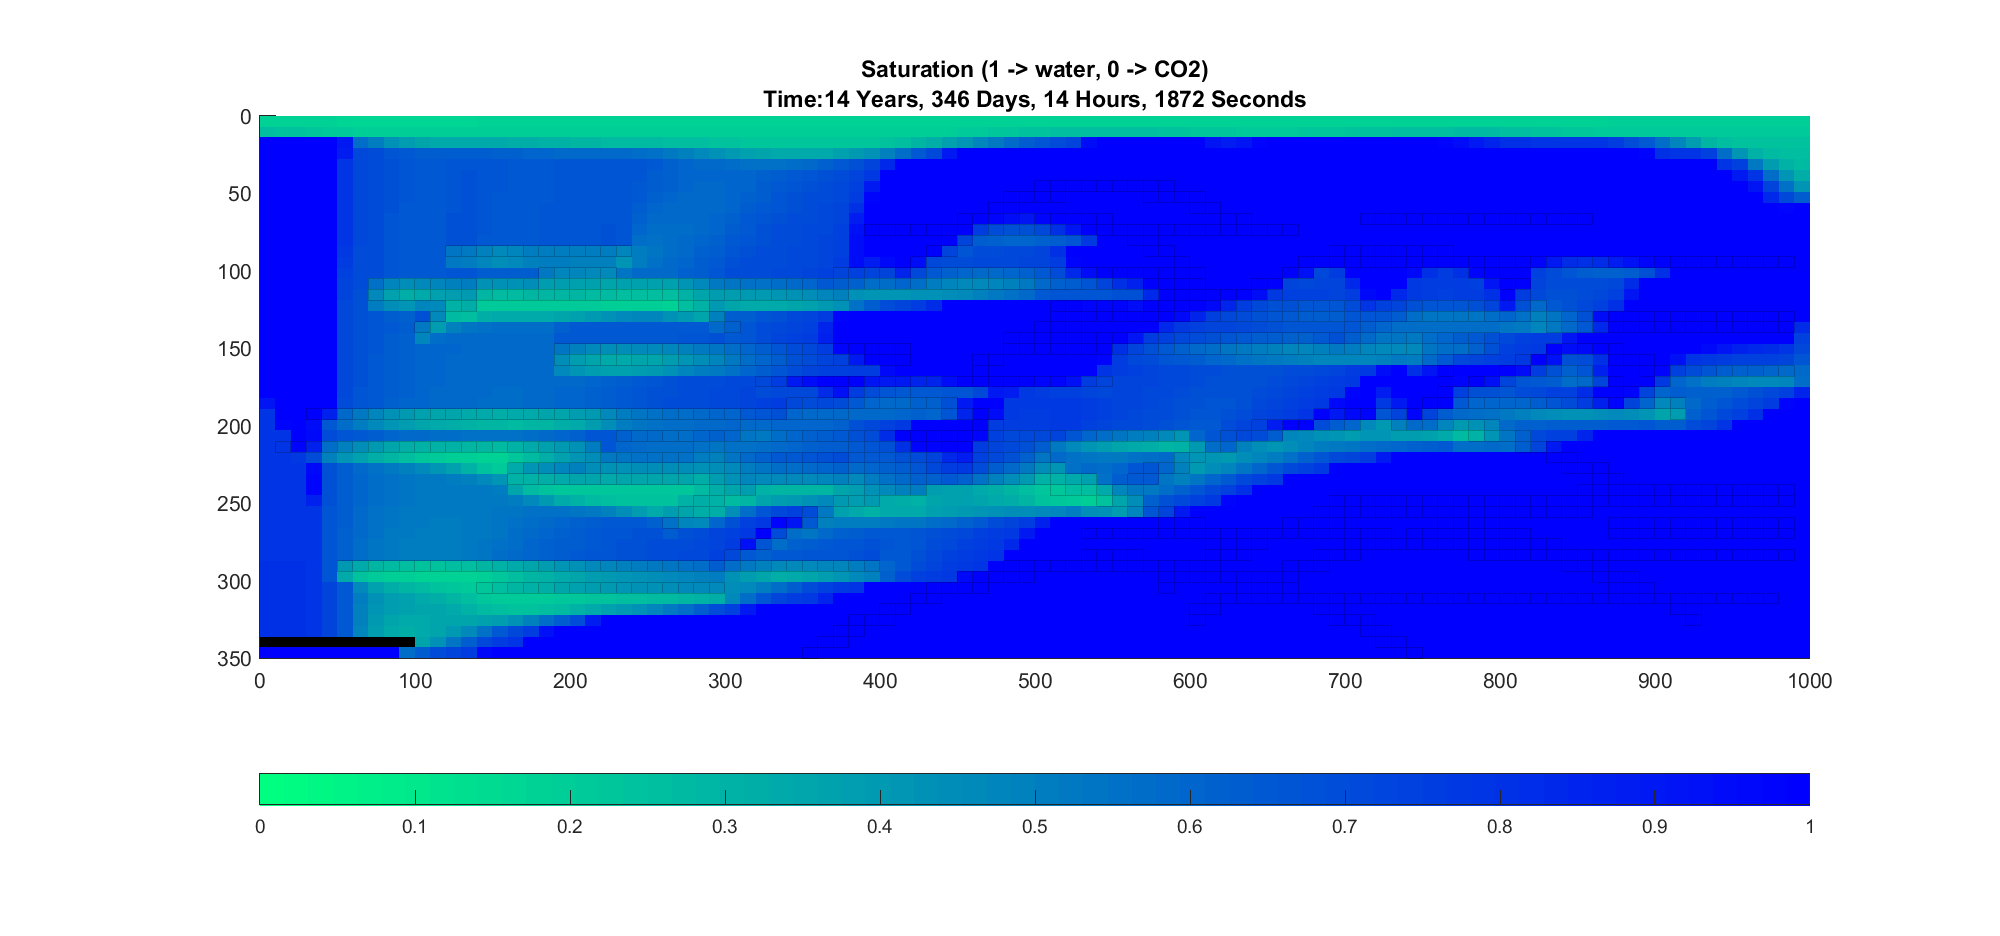 Saturation (1 -> water, 0 -> CO2)
Time:14 Years, 346 Days, 14 Hours, 1872 Seconds
0
50
100
150
200
250
300
350
0 100 200 300 400 500 600 700 800 900 1000
0 0.1 0.2 0.3 0.4 0.5 0.6 0.7 0.8 0.9 1